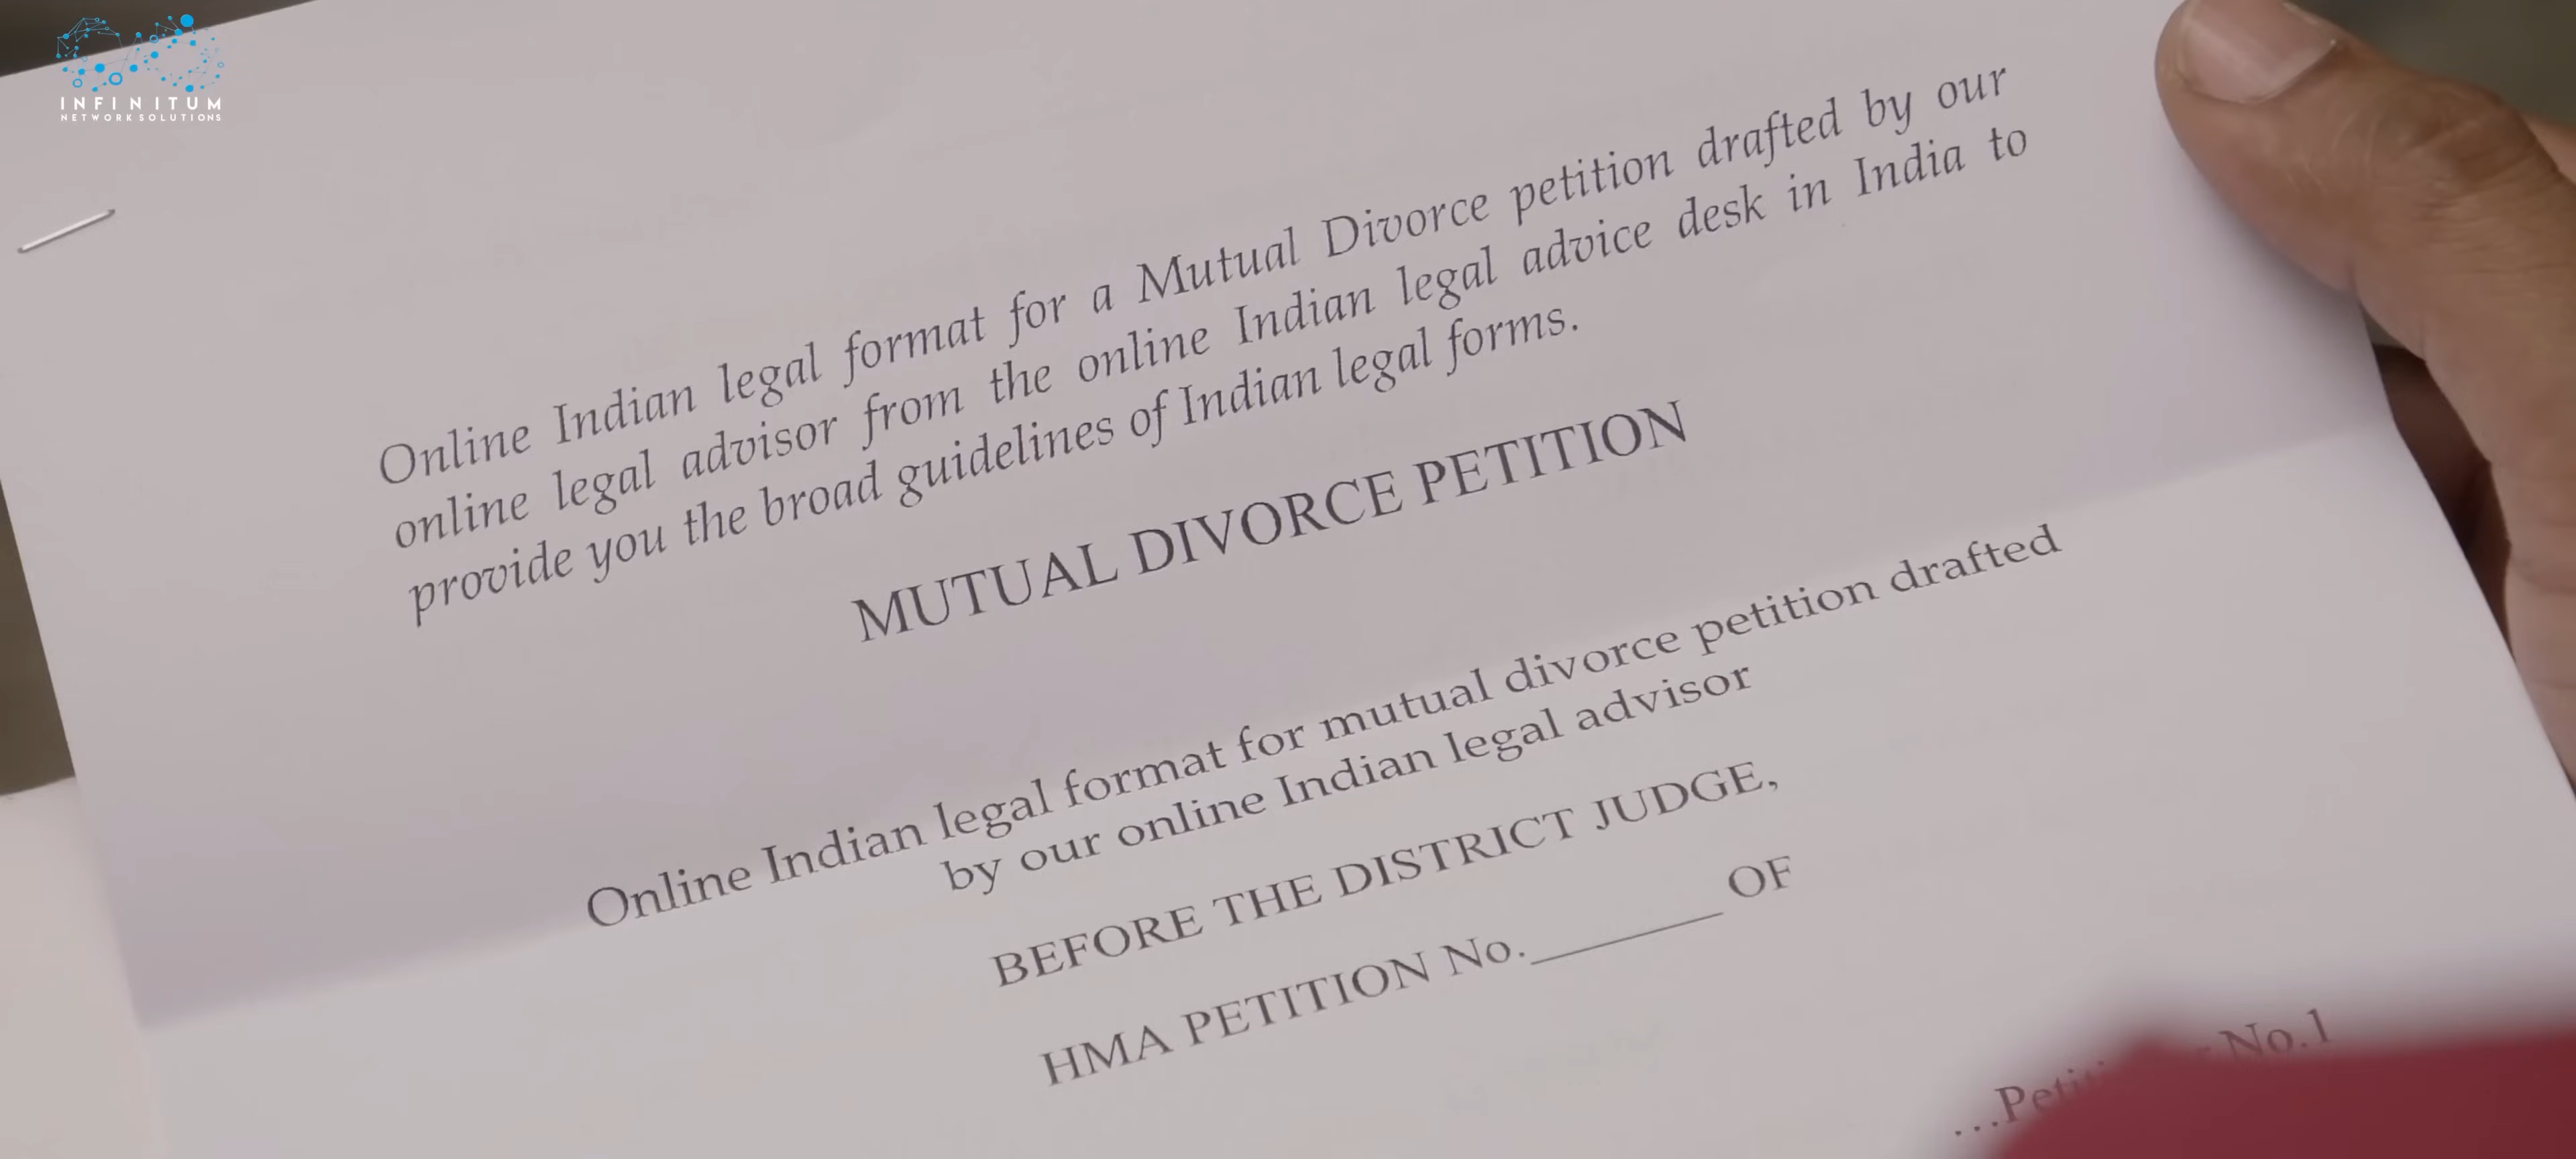 INFINITUM
NETWORK SOLUTIONS
Online Indian legal format for a Mutual Divorce petition drafted by our
online legal advisor from the online Indian legal advice desk in India to
provide you the broad guidelines of Indian legal forms.
MUTUAL DIVORCE PETITION
Online Indian legal format for mutual divorce petition drafted
by our online Indian legal advisor
BEFORE THE DISTRICT JUDGE,
HMA PETITION No.________ OF
No.1